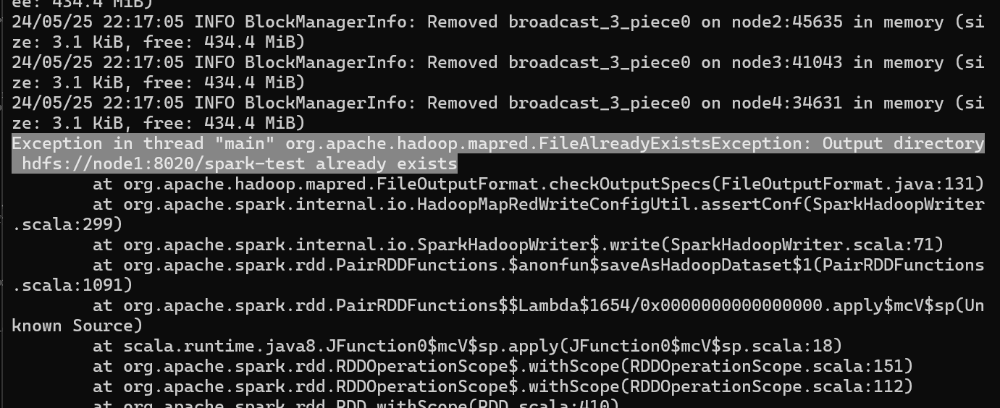 ee: 434.4 MiB)
24/05/25 22:17:05 INFO BlockManagerInfo: Removed broadcast_3_piece0 on node2:45635 in memory (si
ze: 3.1 KiB, free: 434.4 MiB)
24/05/25 22:17:05 INFO BlockManagerInfo: Removed broadcast_3_piece0 on node3:41043 in memory (si
ze: 3.1 KiB, free: 434.4 MiB)
24/05/25 22:17:05 INFO BlockManagerInfo: Removed broadcast_3_piece0 on node4:34631 in memory (si
ze: 3.1 KiB, free: 434.4 MiB)
Exception in thread "main" org.apache.hadoop.mapred.FileAlreadyExistsException: Output directory
 hdfs://node1:8020/spark-test already exists
        at org.apache.hadoop.mapred.FileOutputFormat.checkOutputSpecs(FileOutputFormat.java:131)
        at org.apache.spark.internal.io.HadoopMapRedWriteConfigUtil.assertConf(SparkHadoopWriter
.scala:299)
        at org.apache.spark.internal.io.SparkHadoopWriter$.write(SparkHadoopWriter.scala:71)
        at org.apache.spark.rdd.PairRDDFunctions.$anonfun$saveAsHadoopDataset$1(PairRDDFunctions
.scala:1091)
        at org.apache.spark.rdd.PairRDDFunctions$$Lambda$1654/0x0000000000000000.apply$mcV$sp(Un
known Source)
        at scala.runtime.java8.JFunction0$mcV$sp.apply(JFunction0$mcV$sp.scala:18)
        at org.apache.spark.rdd.RDDOperationScope$.withScope(RDDOperationScope.scala:151)
        at org.apache.spark.rdd.RDDOperationScope$.withScope(RDDOperationScope.scala:112)
        at org.apache.spark.rdd.RDD.withScope(RDD.scala:410)